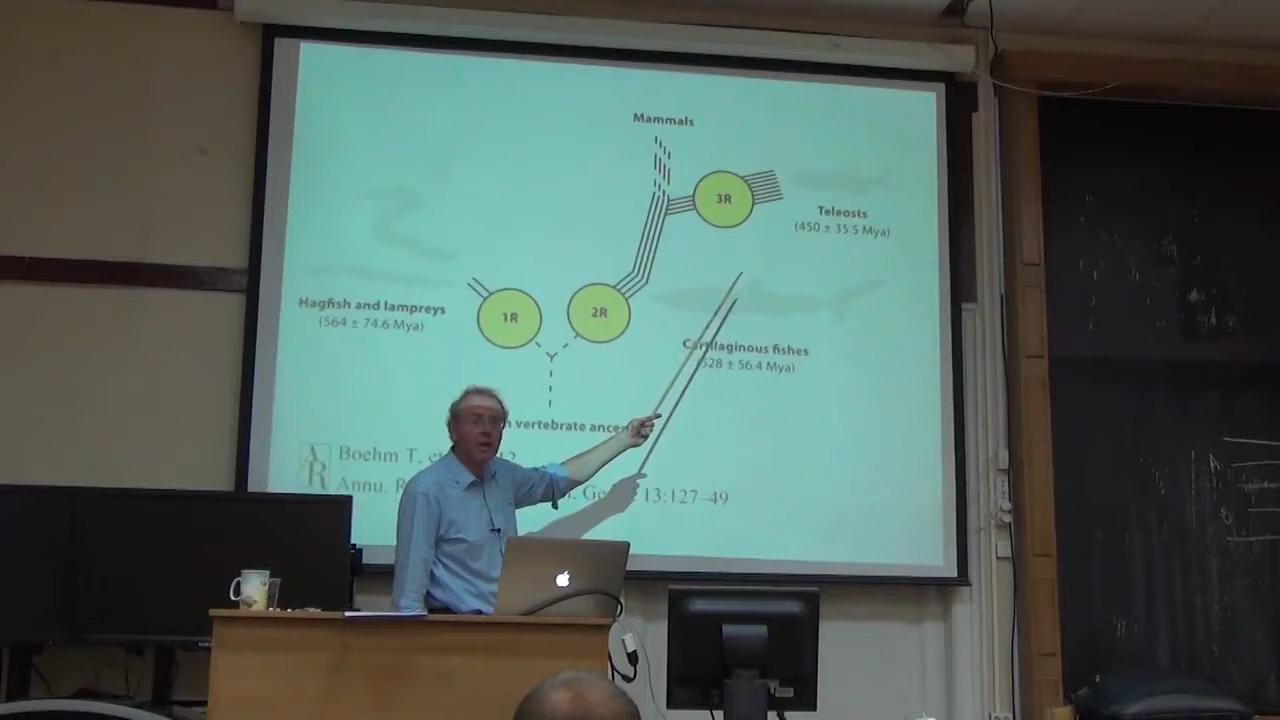 Mammals
3R
Teleosts
(450 ± 35.5 Mya)
Hagfish and lampreys
(564 ± 74.6 Mya)
1R
2R
Cartilaginous fishes
(528 ± 56.4 Mya)
vertebrate
AR
Boehm T.
Annu.
13:127–49